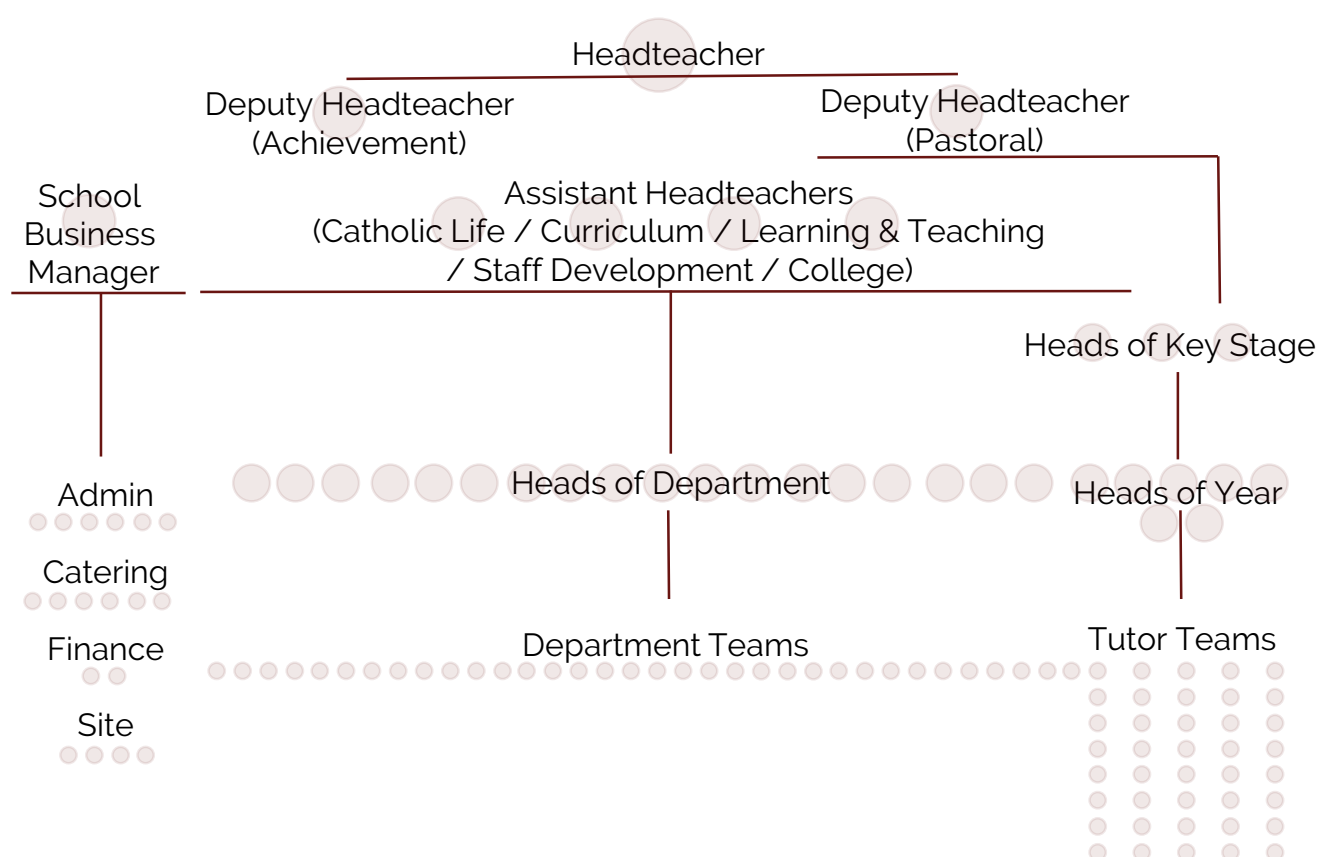 Headteacher
Deputy Headteacher
(Achievement)
Deputy Headteacher
(Pastoral)
School
Business
Manager
Assistant Headteachers
(Catholic Life / Curriculum / Learning & Teaching
/ Staff Development / College)
Heads of Key Stage
Heads of Department
Heads of Year
Admin
Catering
Finance
Site
Department Teams
Tutor Teams